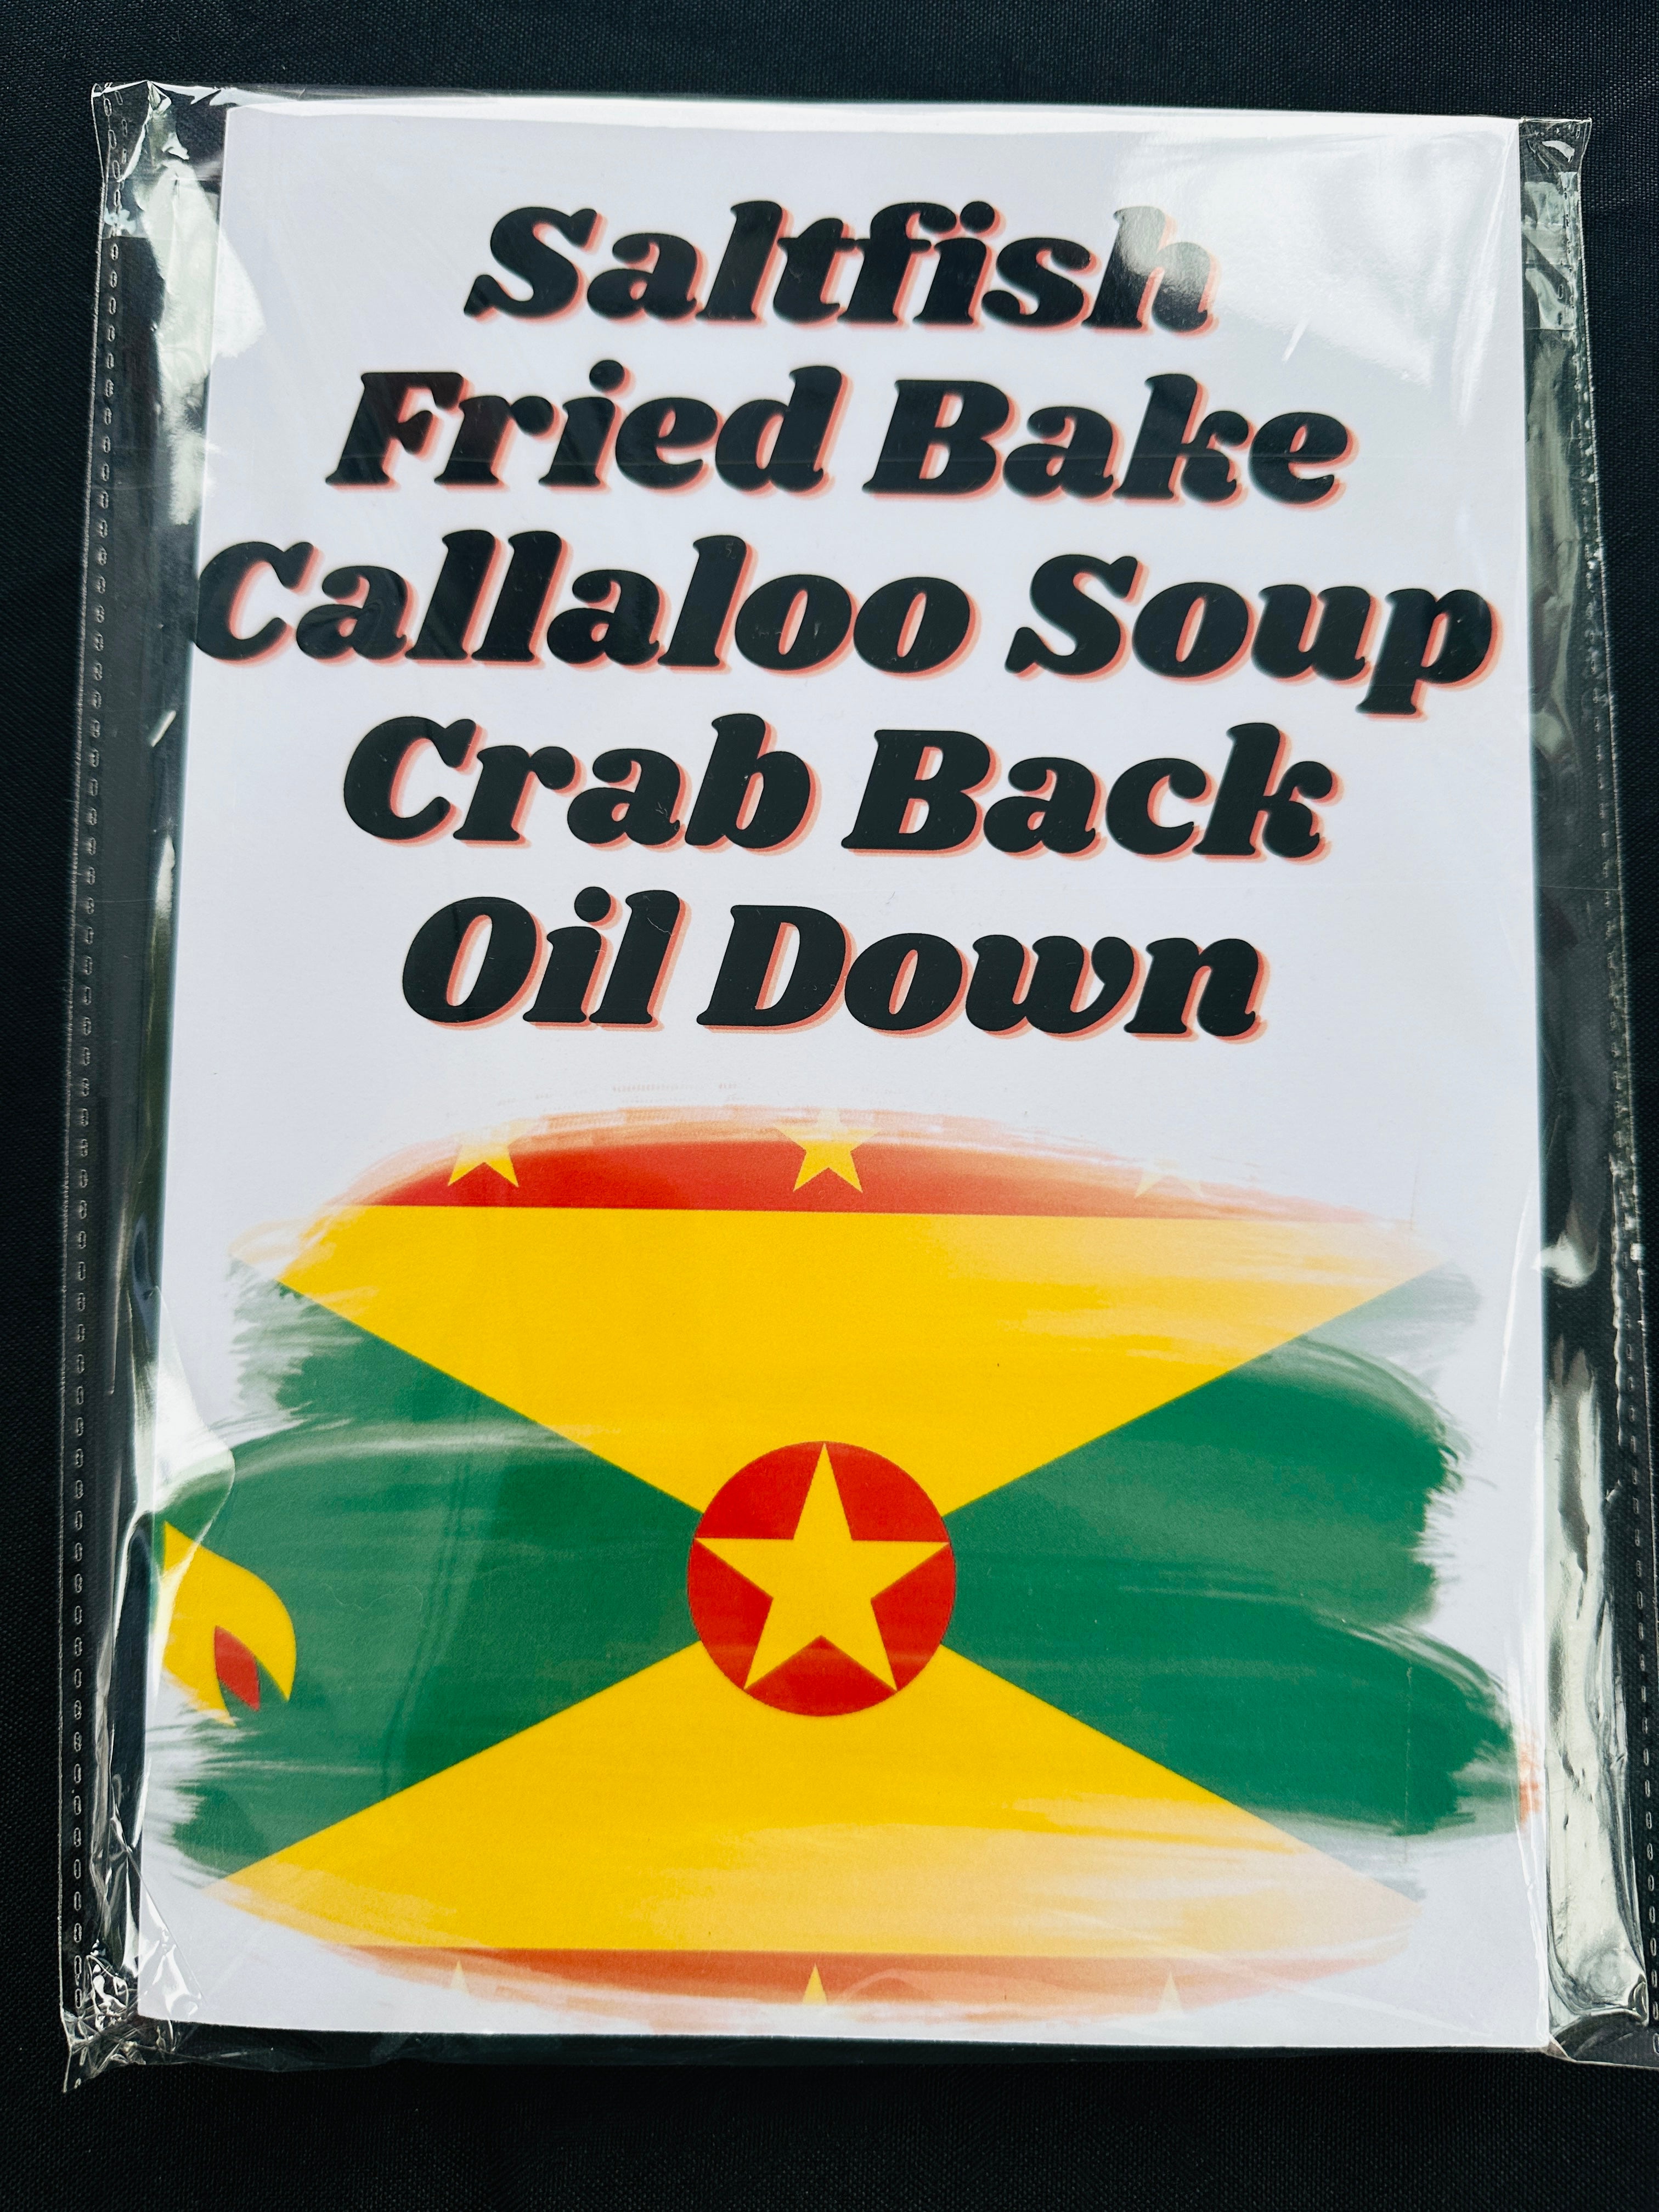 Saltfish
Fried Bake
Callaloo Soup
Crab Back
Oil Down